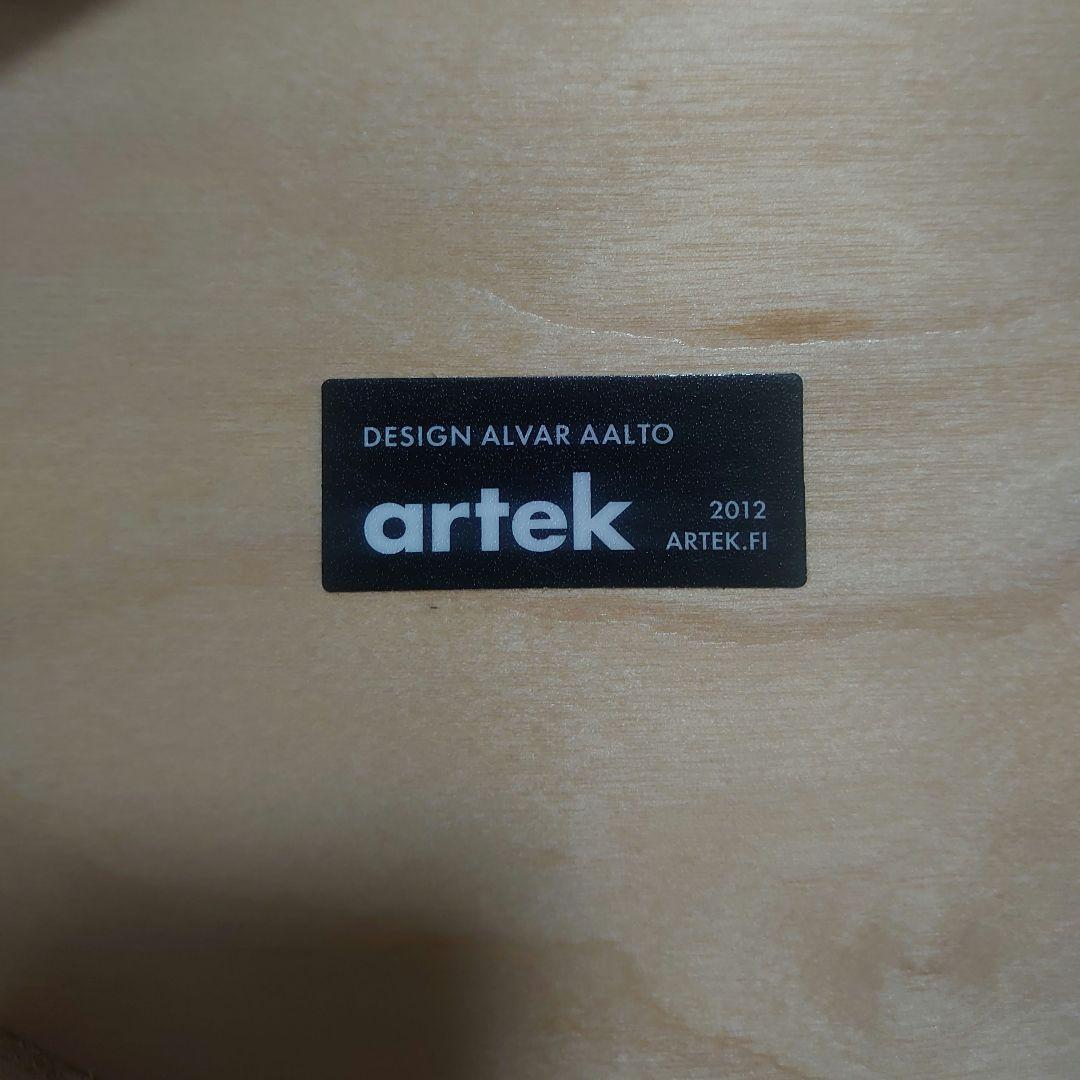 DESIGN ALVAR AALTO
artek
2012
ARTEK.FI